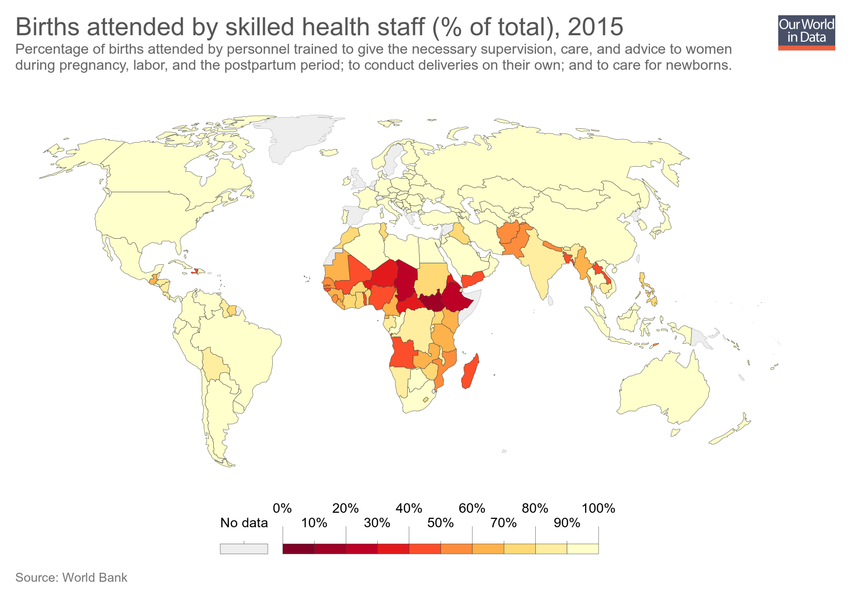 Births attended by skilled health staff (% of total), 2015
Our World
in Data
Percentage of births attended by personnel trained to give the necessary supervision, care, and advice to women
during pregnancy, labor, and the postpartum period; to conduct deliveries on their own; and to care for newborns.
0% 20% 40% 60% 80% 100%
No data 10% 30% 50% 70% 90%
Source: World Bank